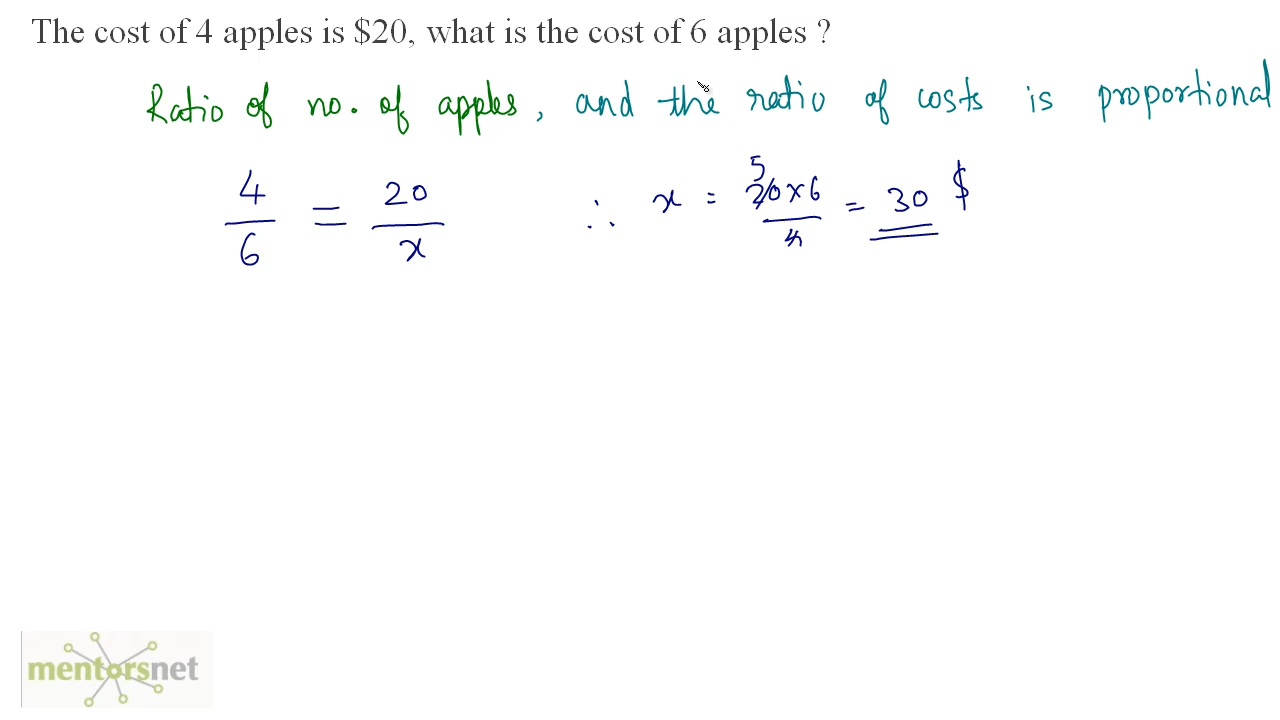 The cost of 4 apples is $20, what is the cost of 6 apples ?
Ratio of no. of apples, and the ratio of costs is proportional
4/6 = 20/x ∴ x = 5 20×6/4 = 30 $
mentorsnet